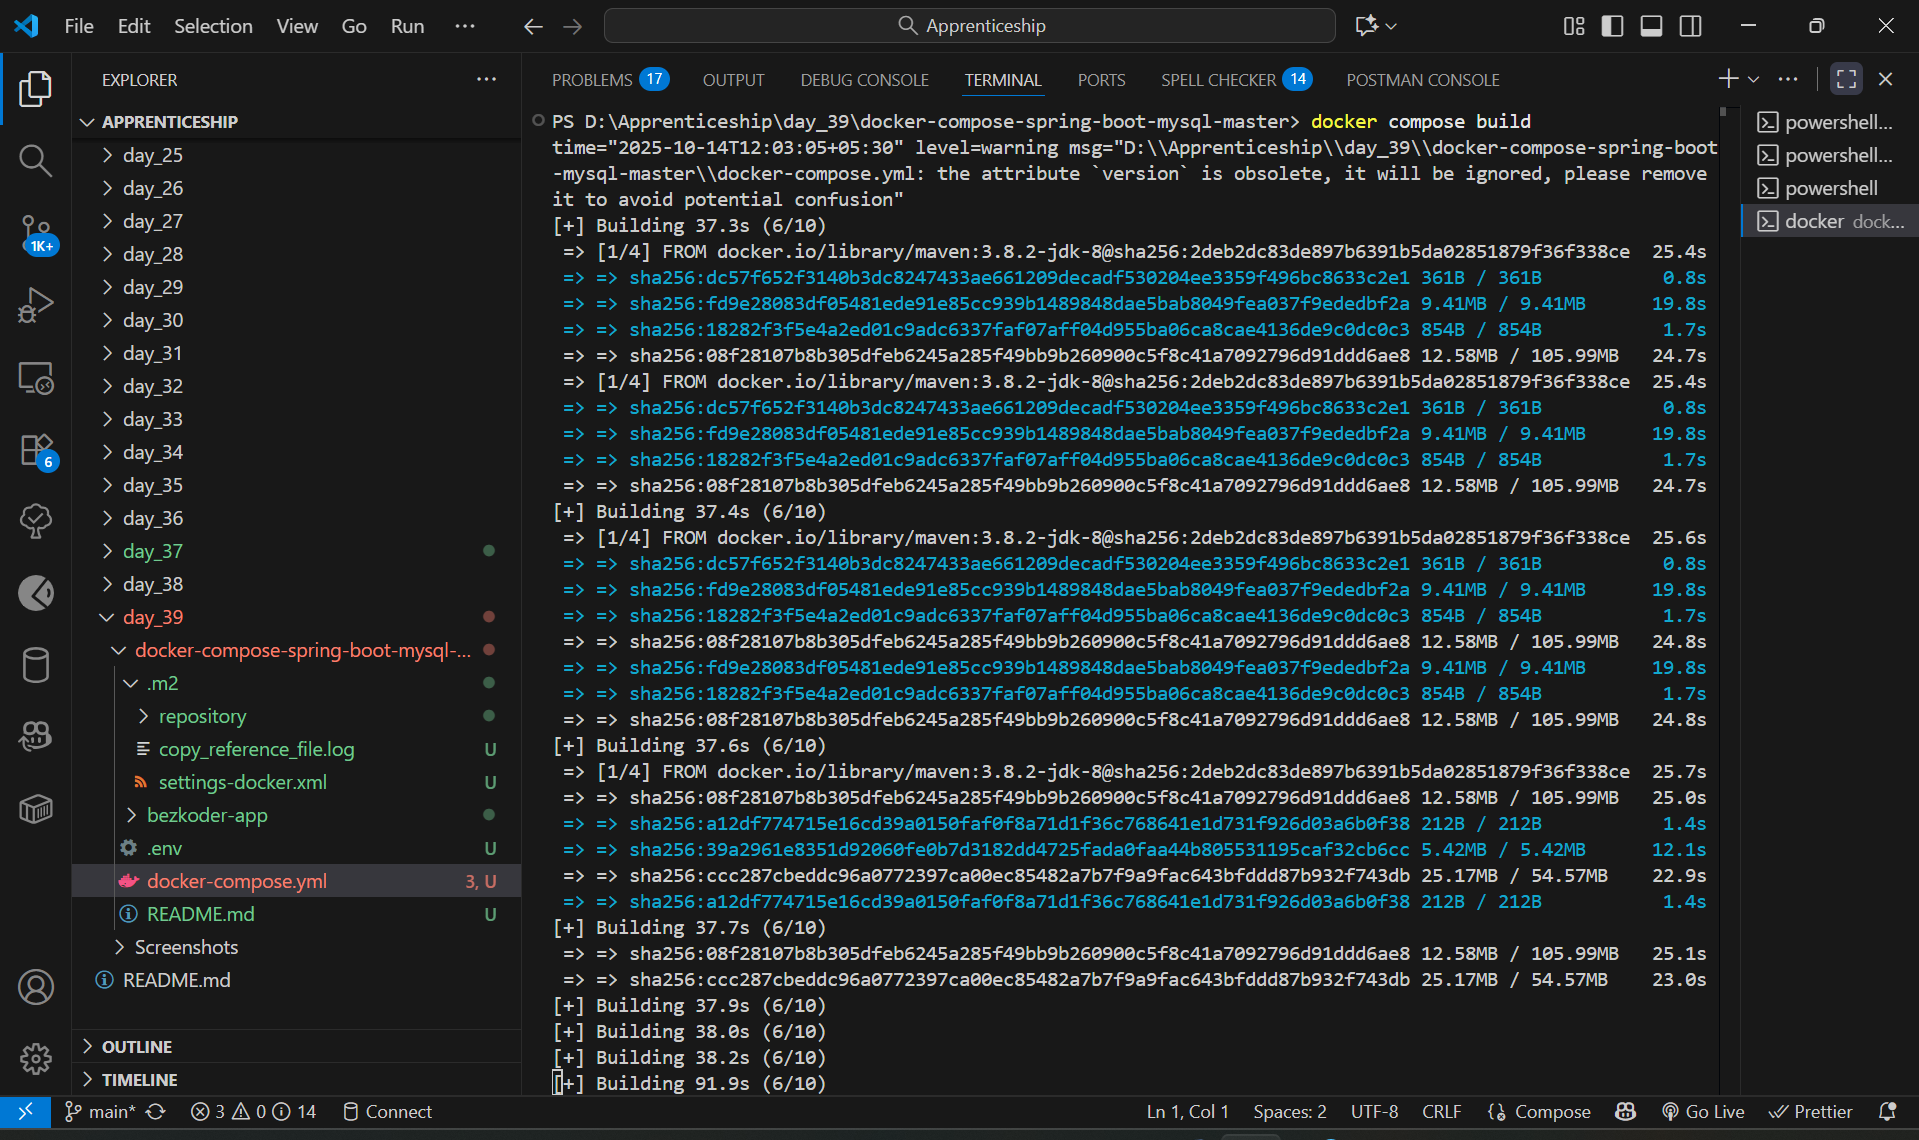 File Edit Selection View Go Run ···
Apprenticeship
EXPLORER ···
APPRENTICESHIP
day_25
day_26
day_27
day_28
day_29
day_30
day_31
day_32
day_33
day_34
day_35
day_36
day_37
day_38
day_39
docker-compose-spring-boot-mysql-...
.m2
repository
copy_reference_file.log U
settings-docker.xml U
bezkoder-app
.env U
docker-compose.yml 3, U
README.md U
Screenshots
README.md
OUTLINE
TIMELINE
1K+
6
PROBLEMS 17 OUTPUT DEBUG CONSOLE TERMINAL PORTS SPELL CHECKER 14 POSTMAN CONSOLE
PS D:\Apprenticeship\day_39\docker-compose-spring-boot-mysql-master> docker compose build
time="2025-10-14T12:03:05+05:30" level=warning msg="D:\\Apprenticeship\\day_39\\docker-compose-spring-boot
-mysql-master\\docker-compose.yml: the attribute `version` is obsolete, it will be ignored, please remove
it to avoid potential confusion"
[+] Building 37.3s (6/10)
=> [1/4] FROM docker.io/library/maven:3.8.2-jdk-8@sha256:2deb2dc83de897b6391b5da02851879f36f338ce 25.4s
=> => sha256:dc57f652f3140b3dc8247433ae661209decadf530204ee3359f496bc8633c2e1 361B / 361B 0.8s
=> => sha256:fd9e28083df05481ede91e85cc939b1489848dae5bab8049fea037f9ededbf2a 9.41MB / 9.41MB 19.8s
=> => sha256:18282f3f5e4a2ed01c9adc6337faf07aff04d955ba06ca8cae4136de9c0dc0c3 854B / 854B 1.7s
=> => sha256:08f28107b8b305dfeb6245a285f49bb9b260900c5f8c41a7092796d91ddd6ae8 12.58MB / 105.99MB 24.7s
=> [1/4] FROM docker.io/library/maven:3.8.2-jdk-8@sha256:2deb2dc83de897b6391b5da02851879f36f338ce 25.4s
=> => sha256:dc57f652f3140b3dc8247433ae661209decadf530204ee3359f496bc8633c2e1 361B / 361B 0.8s
=> => sha256:fd9e28083df05481ede91e85cc939b1489848dae5bab8049fea037f9ededbf2a 9.41MB / 9.41MB 19.8s
=> => sha256:18282f3f5e4a2ed01c9adc6337faf07aff04d955ba06ca8cae4136de9c0dc0c3 854B / 854B 1.7s
=> => sha256:08f28107b8b305dfeb6245a285f49bb9b260900c5f8c41a7092796d91ddd6ae8 12.58MB / 105.99MB 24.7s
[+] Building 37.4s (6/10)
=> [1/4] FROM docker.io/library/maven:3.8.2-jdk-8@sha256:2deb2dc83de897b6391b5da02851879f36f338ce 25.6s
=> => sha256:dc57f652f3140b3dc8247433ae661209decadf530204ee3359f496bc8633c2e1 361B / 361B 0.8s
=> => sha256:fd9e28083df05481ede91e85cc939b1489848dae5bab8049fea037f9ededbf2a 9.41MB / 9.41MB 19.8s
=> => sha256:18282f3f5e4a2ed01c9adc6337faf07aff04d955ba06ca8cae4136de9c0dc0c3 854B / 854B 1.7s
=> => sha256:08f28107b8b305dfeb6245a285f49bb9b260900c5f8c41a7092796d91ddd6ae8 12.58MB / 105.99MB 24.8s
=> => sha256:fd9e28083df05481ede91e85cc939b1489848dae5bab8049fea037f9ededbf2a 9.41MB / 9.41MB 19.8s
=> => sha256:18282f3f5e4a2ed01c9adc6337faf07aff04d955ba06ca8cae4136de9c0dc0c3 854B / 854B 1.7s
=> => sha256:08f28107b8b305dfeb6245a285f49bb9b260900c5f8c41a7092796d91ddd6ae8 12.58MB / 105.99MB 24.8s
[+] Building 37.6s (6/10)
=> [1/4] FROM docker.io/library/maven:3.8.2-jdk-8@sha256:2deb2dc83de897b6391b5da02851879f36f338ce 25.7s
=> => sha256:08f28107b8b305dfeb6245a285f49bb9b260900c5f8c41a7092796d91ddd6ae8 12.58MB / 105.99MB 25.0s
=> => sha256:a12df774715e16cd39a0150faf0f8a71d1f36c768641e1d731f926d03a6b0f38 212B / 212B 1.4s
=> => sha256:39a2961e8351d92060fe0b7d3182dd4725fada0faa44b805531195caf32cb6cc 5.42MB / 5.42MB 12.1s
=> => sha256:ccc287cbeddc96a0772397ca00ec85482a7b7f9a9fac643bfddd87b932f743db 25.17MB / 54.57MB 22.9s
=> => sha256:a12df774715e16cd39a0150faf0f8a71d1f36c768641e1d731f926d03a6b0f38 212B / 212B 1.4s
[+] Building 37.7s (6/10)
=> => sha256:08f28107b8b305dfeb6245a285f49bb9b260900c5f8c41a7092796d91ddd6ae8 12.58MB / 105.99MB 25.1s
=> => sha256:ccc287cbeddc96a0772397ca00ec85482a7b7f9a9fac643bfddd87b932f743db 25.17MB / 54.57MB 23.0s
[+] Building 37.9s (6/10)
[+] Building 38.0s (6/10)
[+] Building 38.2s (6/10)
[+] Building 91.9s (6/10)
powershell...
powershell...
powershell
docker dock...
main* 3 0 14 Connect Ln 1, Col 1 Spaces: 2 UTF-8 CRLF Compose Go Live Prettier